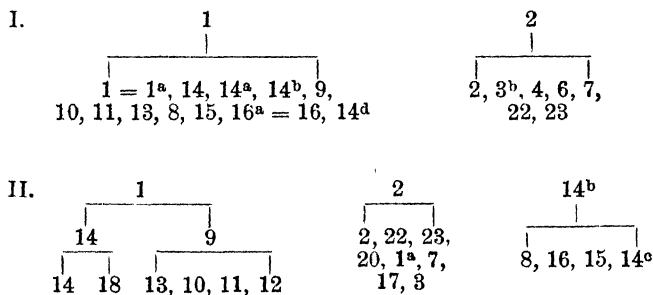 I. 1 2
1 = 1ᵃ, 14, 14ᵃ, 14ᵇ, 9, 2, 3ᵇ, 4, 6, 7,
10, 11, 13, 8, 15, 16ᵃ = 16, 14ᵈ 22, 23
II. 1 2 14ᵇ
14 9 2, 22, 23, 8, 16, 15, 14ᶜ
14 18 13, 10, 11, 12 20, 1ᵃ, 7,
17, 3